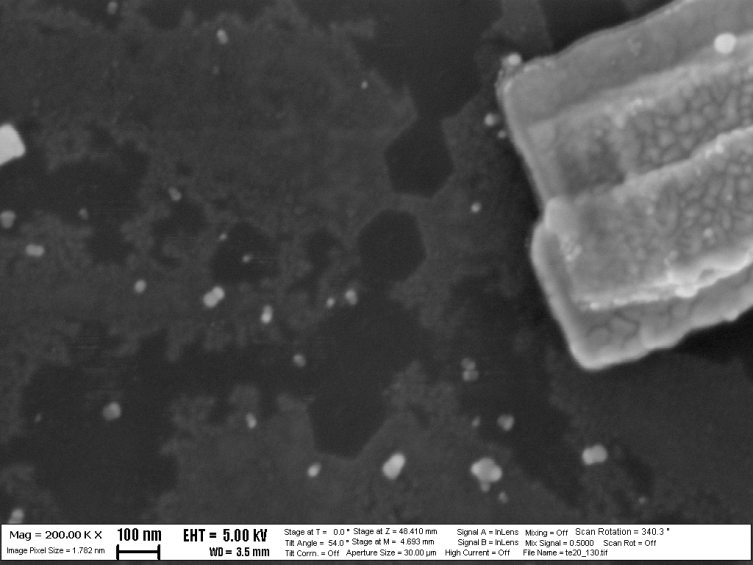 Mag = 200.00 K X 100 nm EHT = 5.00 kV Stage at T = 0.0 ° Stage at Z = 48.410 mm Signal A = InLens Mixing = Off Scan Rotation = 340.3 °
Image Pixel Size = 1.782 nm WD = 3.5 mm Tilt Angle = 54.0 ° Stage at M = 4.693 mm Signal B = InLens Mix Signal = 0.5000 Scan Rot = Off
Tilt Corrn. = Off Aperture Size = 30.00 µm High Current = Off File Name = te20_130.tif